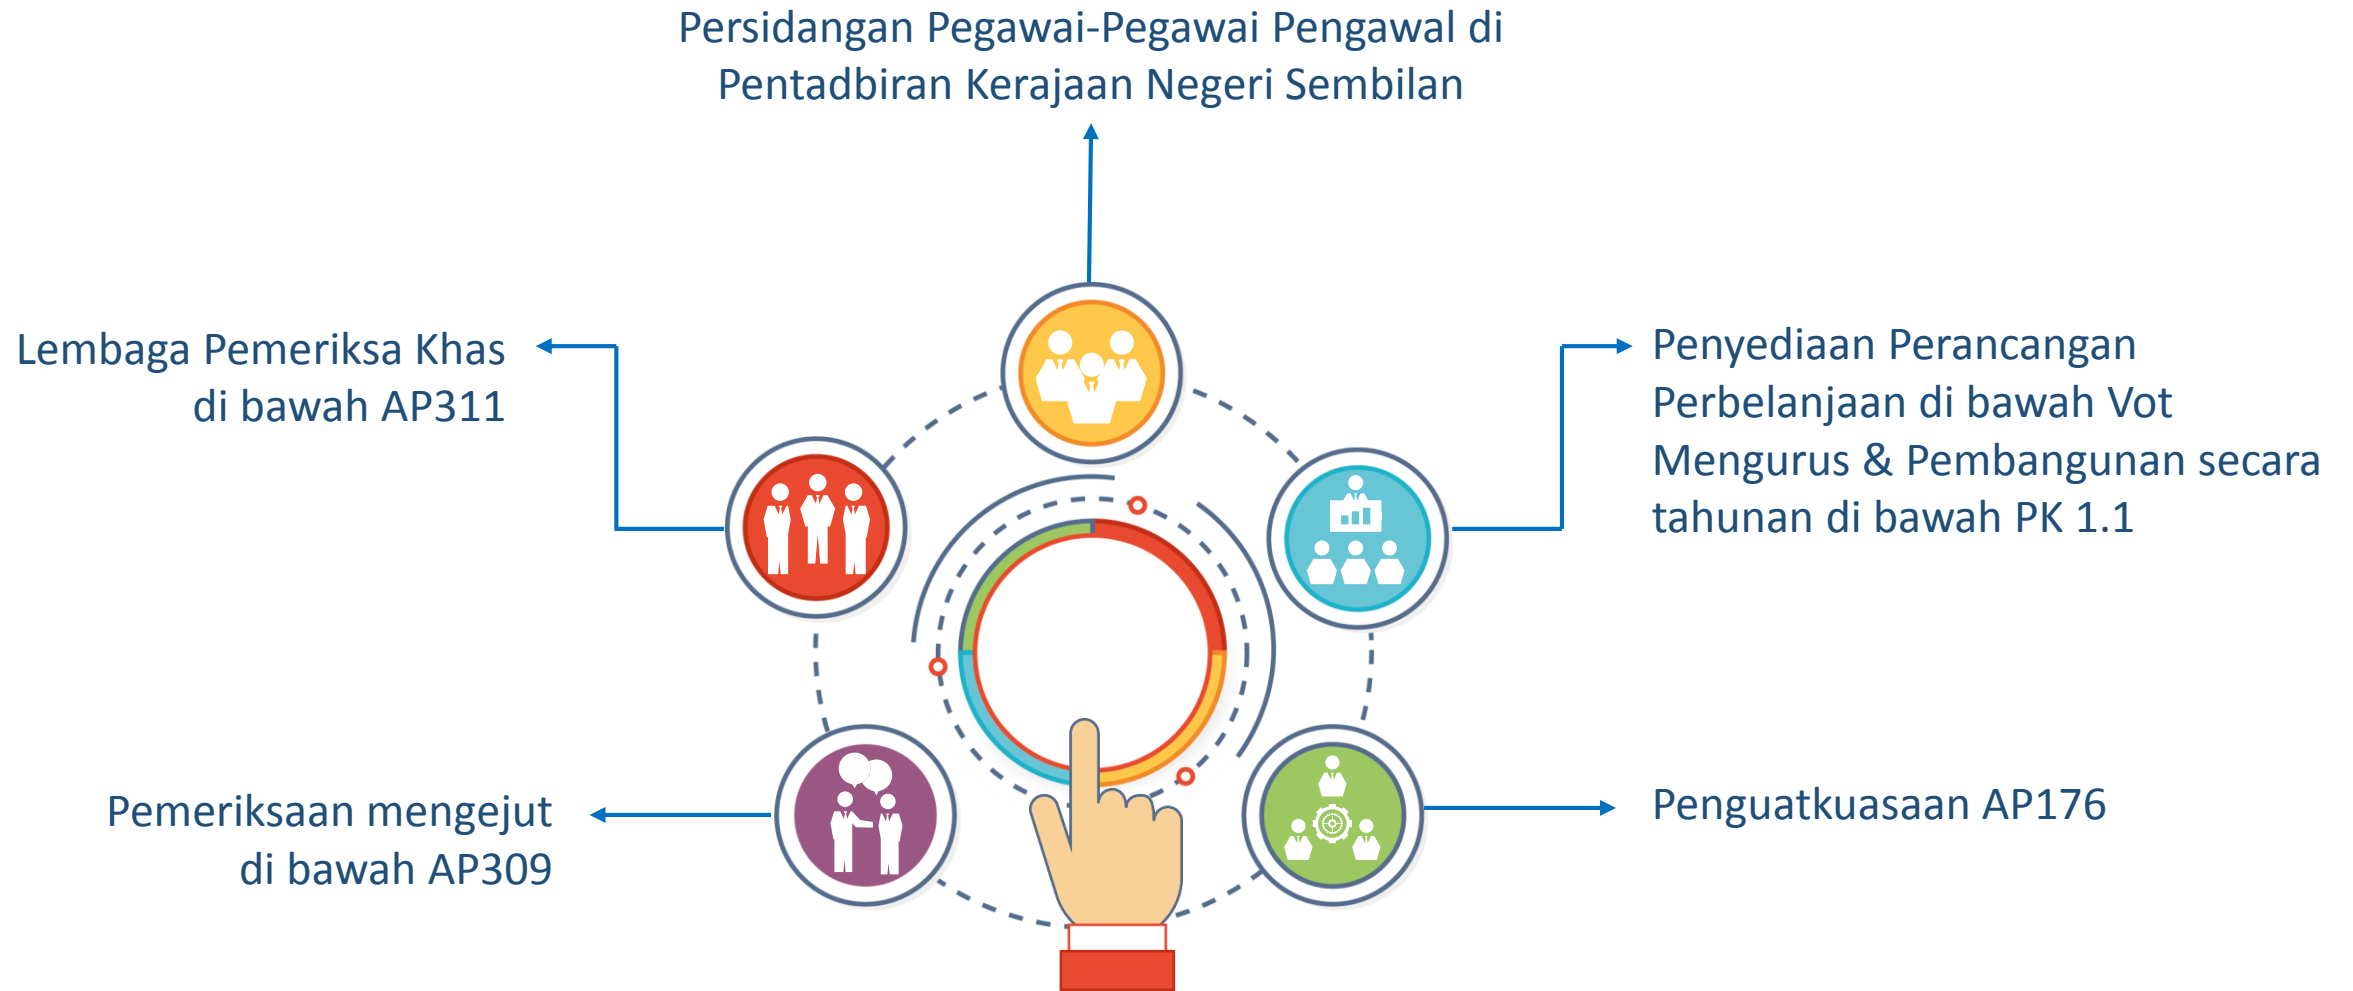 Persidangan Pegawai-Pegawai Pengawal di
Pentadbiran Kerajaan Negeri Sembilan
Lembaga Pemeriksa Khas
di bawah AP311
Penyediaan Perancangan
Perbelanjaan di bawah Vot
Mengurus & Pembangunan secara
tahunan di bawah PK 1.1
Pemeriksaan mengejut
di bawah AP309
Penguatkuasaan AP176